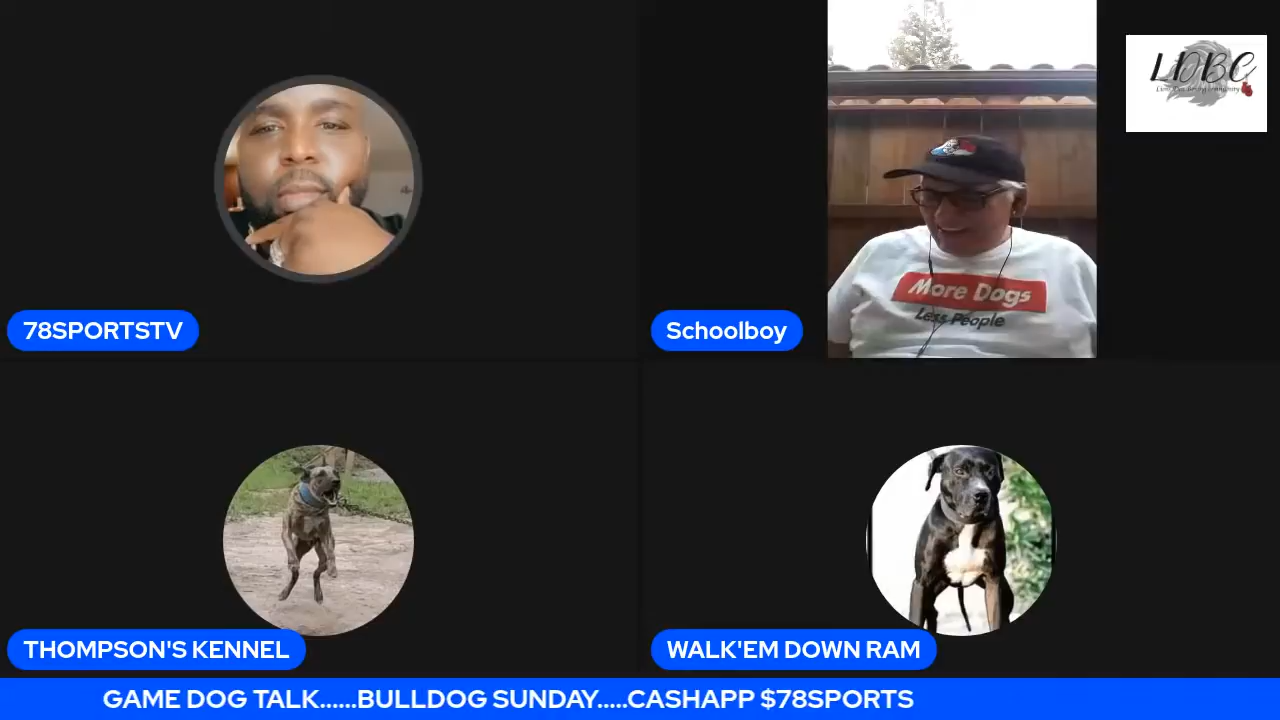 LDBC
78SPORTSTV
Schoolboy
More Dogs
Less People
THOMPSON'S KENNEL
WALK'EM DOWN RAM
GAME DOG TALK......BULLDOG SUNDAY.....CASHAPP $78SPORTS